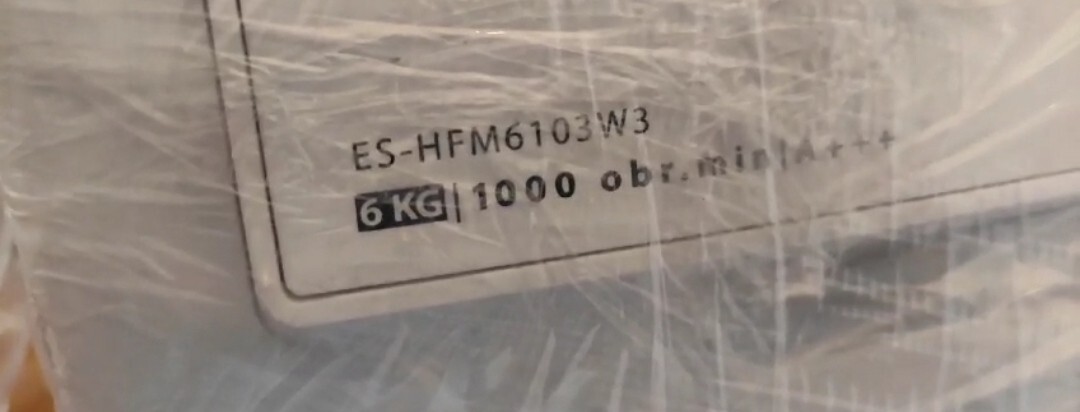 ES-HFM6103W3
6 KG|1000 obr.min|A+++